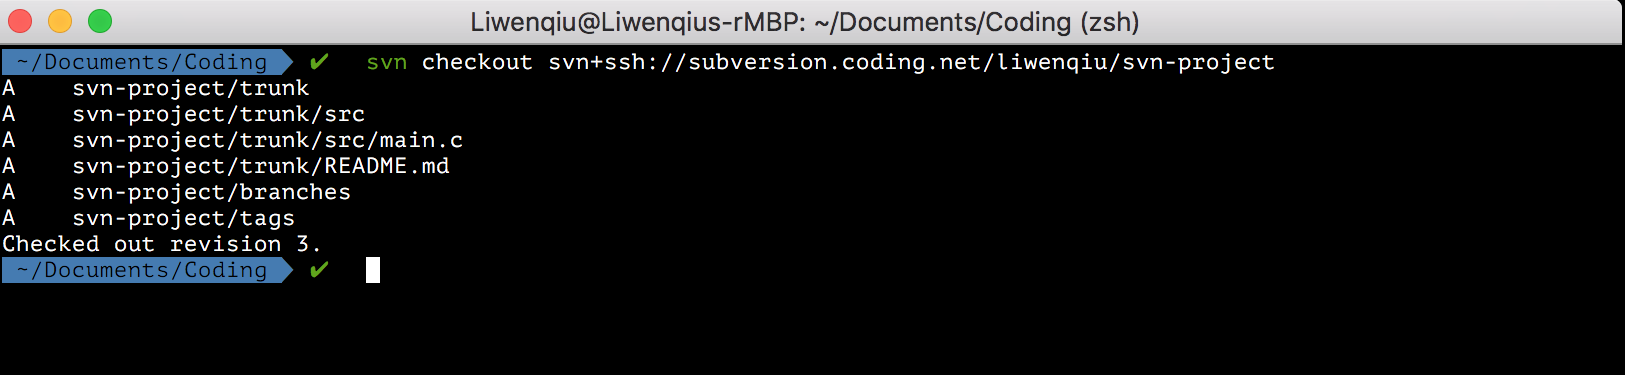 Liwenqiu@Liwenqius-rMBP: ~/Documents/Coding (zsh)
~/Documents/Coding ✔ svn checkout svn+ssh://subversion.coding.net/liwenqiu/svn-project
A    svn-project/trunk
A    svn-project/trunk/src
A    svn-project/trunk/src/main.c
A    svn-project/trunk/README.md
A    svn-project/branches
A    svn-project/tags
Checked out revision 3.
~/Documents/Coding ✔